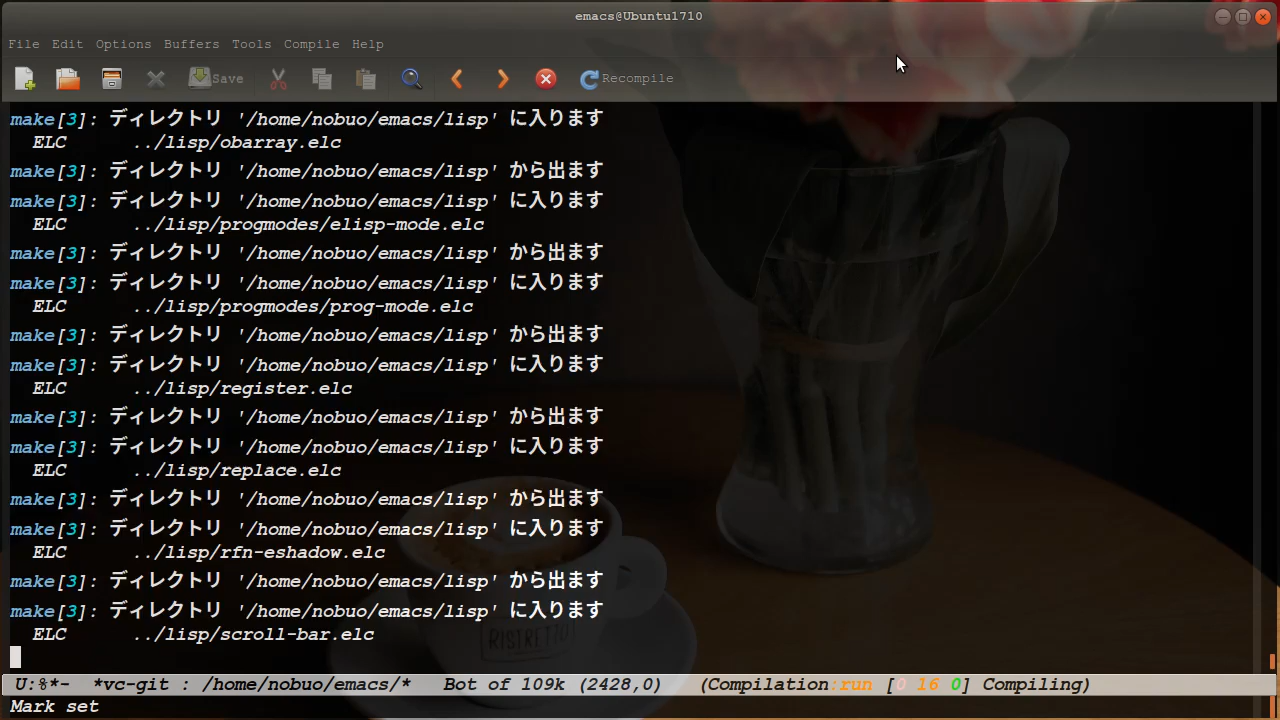 emacs@Ubuntu1710
File Edit Options Buffers Tools Compile Help
Save Recompile
make[3]: ディレクトリ '/home/nobuo/emacs/lisp' に入ります
ELC ../lisp/obarray.elc
make[3]: ディレクトリ '/home/nobuo/emacs/lisp' から出ます
make[3]: ディレクトリ '/home/nobuo/emacs/lisp' に入ります
ELC ../lisp/progmodes/elisp-mode.elc
make[3]: ディレクトリ '/home/nobuo/emacs/lisp' から出ます
make[3]: ディレクトリ '/home/nobuo/emacs/lisp' に入ります
ELC ../lisp/progmodes/prog-mode.elc
make[3]: ディレクトリ '/home/nobuo/emacs/lisp' から出ます
make[3]: ディレクトリ '/home/nobuo/emacs/lisp' に入ります
ELC ../lisp/register.elc
make[3]: ディレクトリ '/home/nobuo/emacs/lisp' から出ます
make[3]: ディレクトリ '/home/nobuo/emacs/lisp' に入ります
ELC ../lisp/replace.elc
make[3]: ディレクトリ '/home/nobuo/emacs/lisp' から出ます
make[3]: ディレクトリ '/home/nobuo/emacs/lisp' に入ります
ELC ../lisp/rfn-eshadow.elc
make[3]: ディレクトリ '/home/nobuo/emacs/lisp' から出ます
make[3]: ディレクトリ '/home/nobuo/emacs/lisp' に入ります
ELC ../lisp/scroll-bar.elc
RISTRETTO
U:%*- *vc-git : /home/nobuo/emacs/* Bot of 109k (2428,0) (Compilation:run [0 16 0] Compiling)
Mark set